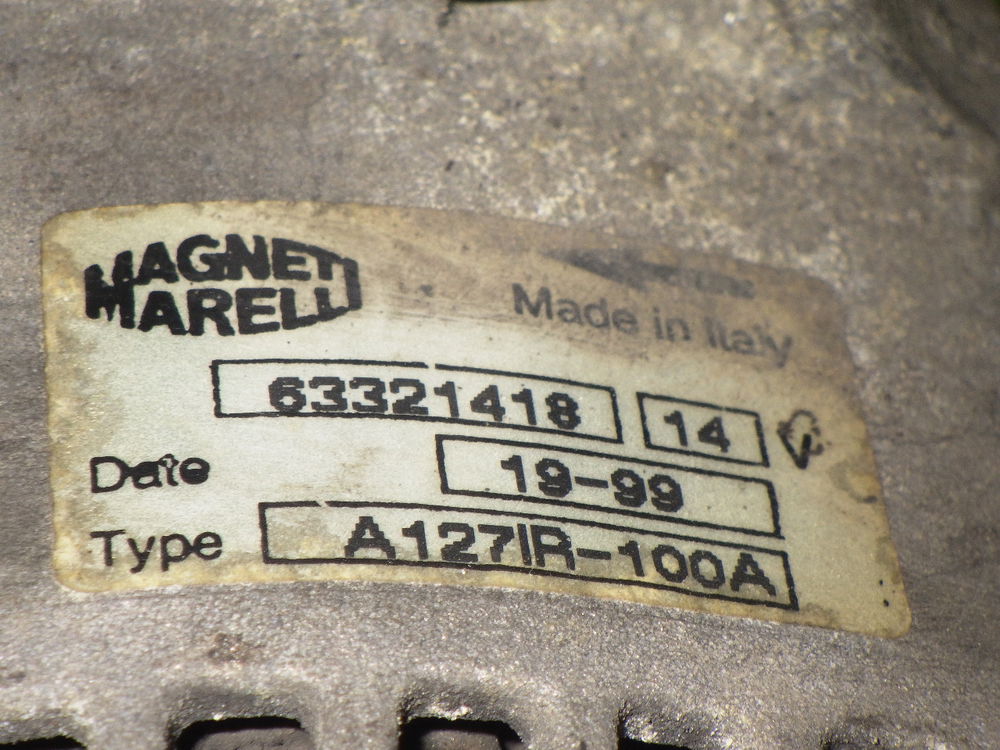 MAGNETI
MARELLI
Made in Italy
63321418 14
Date 19-99
Type A127IR-100A